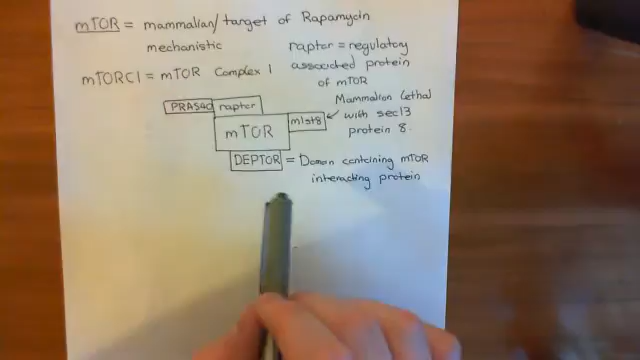 mTOR = mammalian/target of Rapamycin
mechanistic
raptor = regulatory
associated protein
of mTOR
mTORC1 = mTOR Complex 1
PRAS40
raptor
mTOR
mlst8
Mammalian lethal
with sec13
protein 8.
DEPTOR = Domain containing mTOR
interacting protein